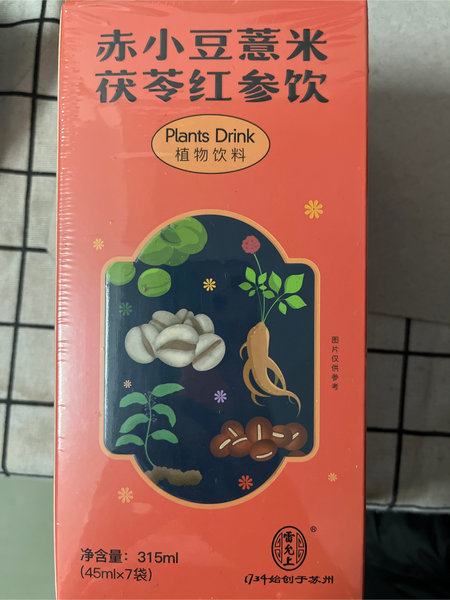 赤小豆薏米
茯苓红参饮
Plants Drink
植物饮料
图片仅供参考
净含量：315ml
(45ml×7袋)
雷允上
®
1734始创于苏州